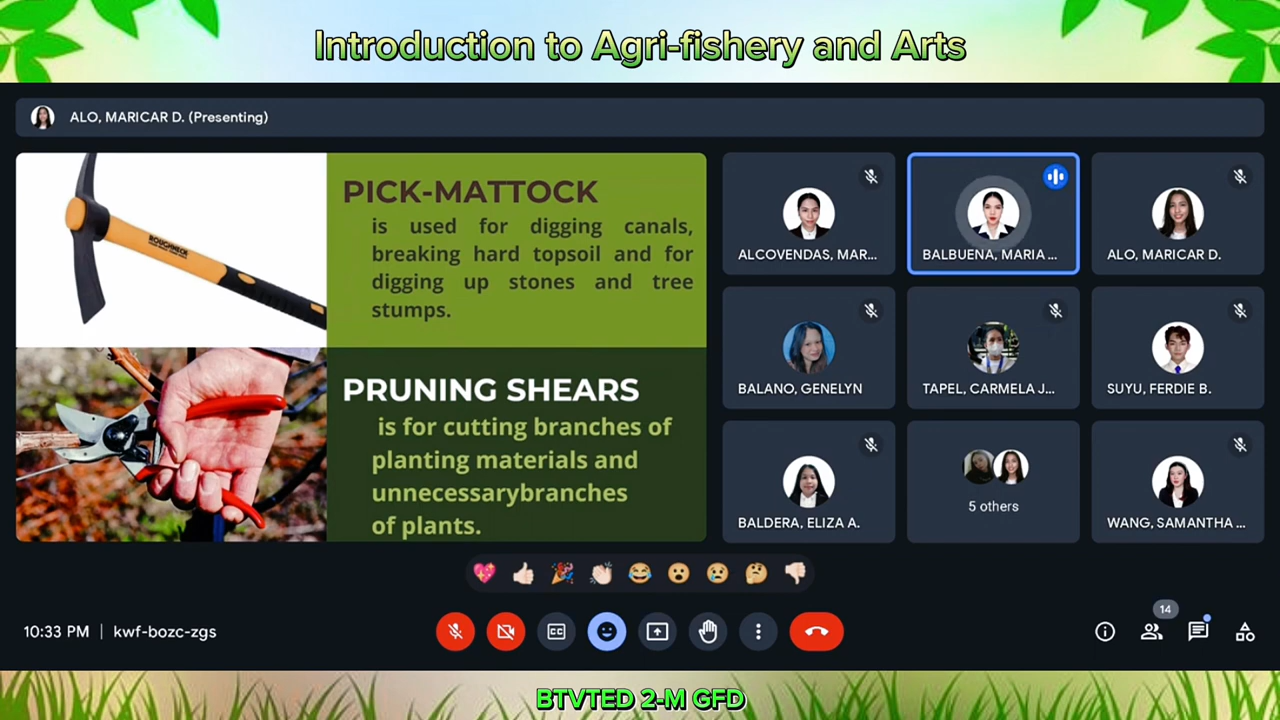 Introduction to Agri-fishery and Arts
ALO, MARICAR D. (Presenting)
ROUGHNECK
PICK-MATTOCK
is used for digging canals,
breaking hard topsoil and for
digging up stones and tree
stumps.
PRUNING SHEARS
is for cutting branches of
planting materials and
unnecessarybranches
of plants.
ALCOVENDAS, MAR...
BALBUENA, MARIA ...
ALO, MARICAR D.
BALANO, GENELYN
TAPEL, CARMELA J...
SUYU, FERDIE B.
BALDERA, ELIZA A.
5 others
WANG, SAMANTHA ...
10:33 PM | kwf-bozc-zgs
CC
14
BTVTED 2-M GFD